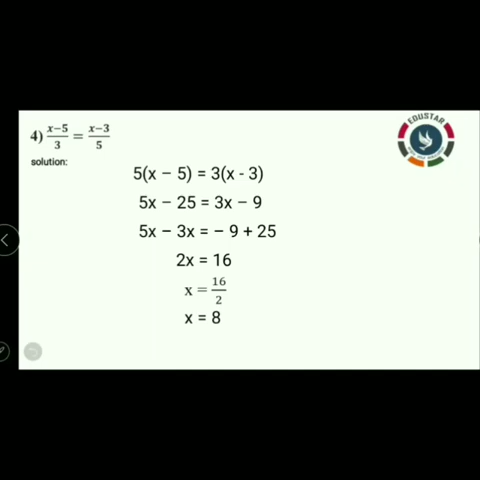 EDUSTAR
4) x−5/3 = x−3/5
solution:
5(x − 5) = 3(x - 3)
5x − 25 = 3x − 9
5x − 3x = − 9 + 25
2x = 16
x = 16/2
x = 8